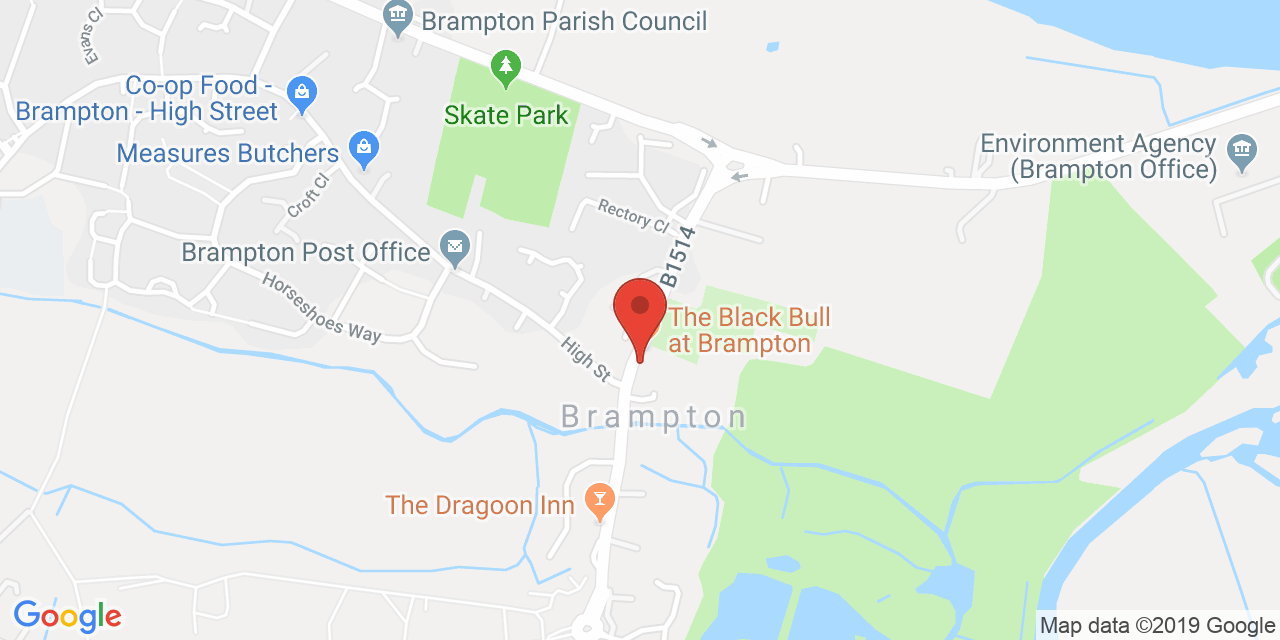 Evans Cl
Brampton Parish Council
Co-op Food -
Brampton - High Street
Skate Park
Measures Butchers
Environment Agency
(Brampton Office)
Croft Cl
Rectory Cl
B1514
Brampton Post Office
Horseshoes Way
The Black Bull
at Brampton
High St
Brampton
The Dragoon Inn
Google
Map data ©2019 Google